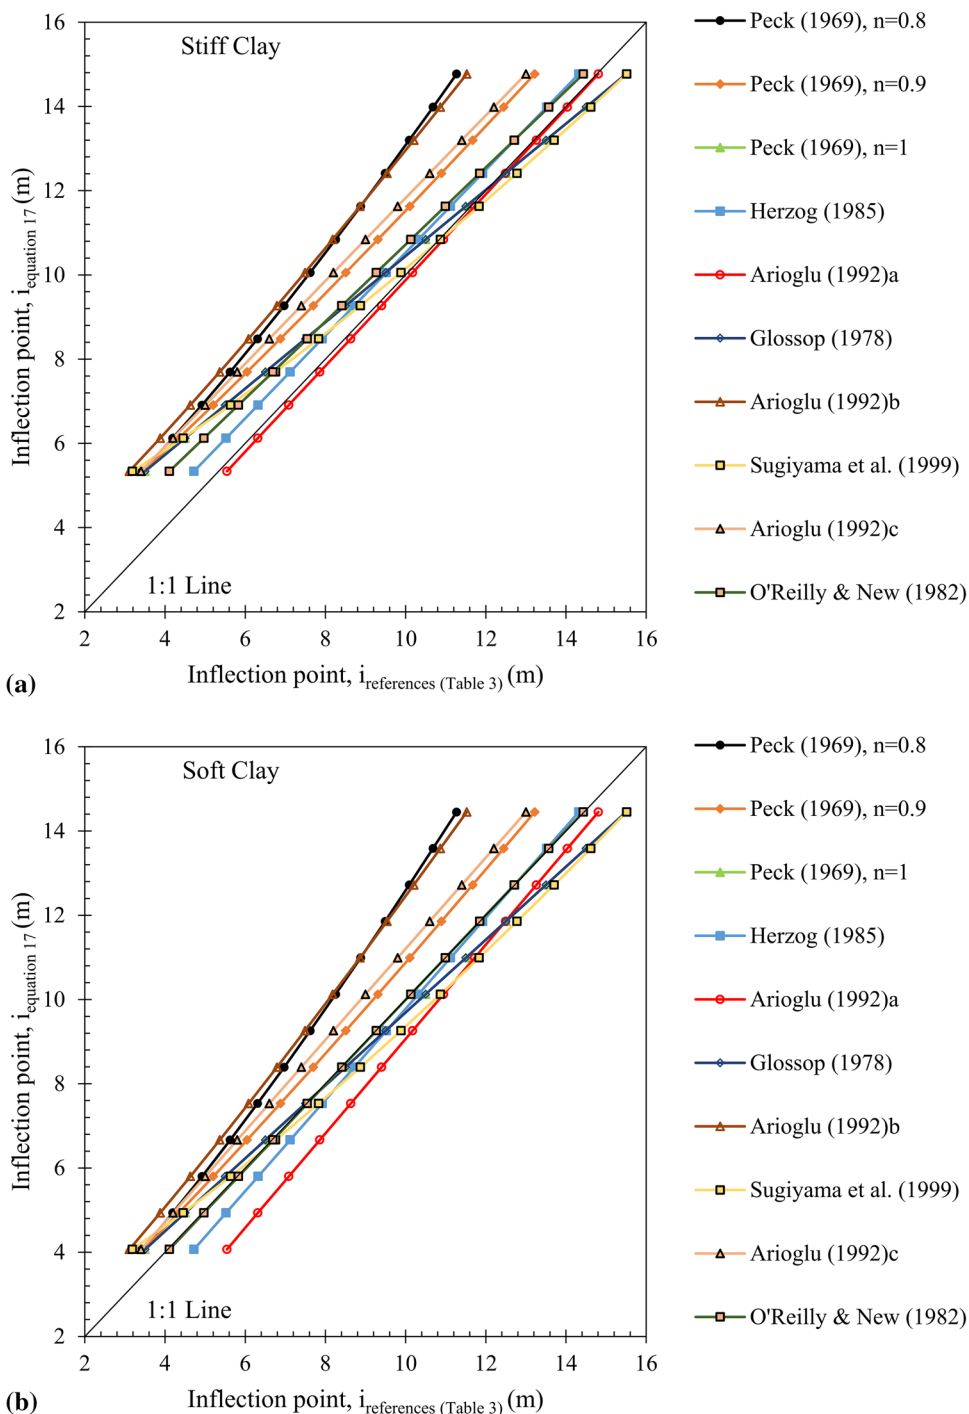 16
14
12
10
8
6
4
2
Inflection point, i equation 17 (m)
Stiff Clay
1:1 Line
2 4 6 8 10 12 14 16
Inflection point, i references (Table 3) (m)
(a)
Peck (1969), n=0.8
Peck (1969), n=0.9
Peck (1969), n=1
Herzog (1985)
Arioglu (1992)a
Glossop (1978)
Arioglu (1992)b
Sugiyama et al. (1999)
Arioglu (1992)c
O'Reilly & New (1982)
16
14
12
10
8
6
4
2
Inflection point, i equation 17 (m)
Soft Clay
1:1 Line
2 4 6 8 10 12 14 16
Inflection point, i references (Table 3) (m)
(b)
Peck (1969), n=0.8
Peck (1969), n=0.9
Peck (1969), n=1
Herzog (1985)
Arioglu (1992)a
Glossop (1978)
Arioglu (1992)b
Sugiyama et al. (1999)
Arioglu (1992)c
O'Reilly & New (1982)